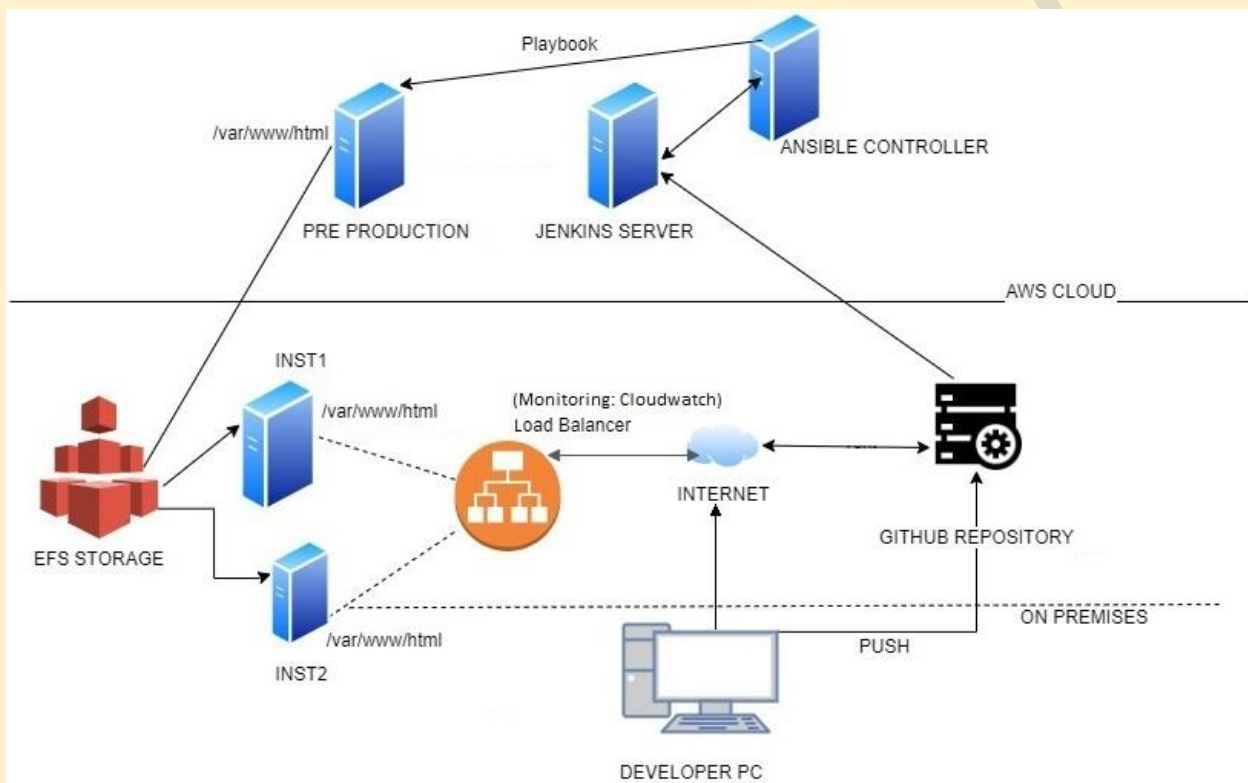 Playbook
/var/www/html
ANSIBLE CONTROLLER
PRE PRODUCTION
JENKINS SERVER
AWS CLOUD
INST1
/var/www/html
(Monitoring: Cloudwatch)
Load Balancer
INTERNET
GITHUB REPOSITORY
EFS STORAGE
ON PREMISES
/var/www/html
PUSH
INST2
DEVELOPER PC